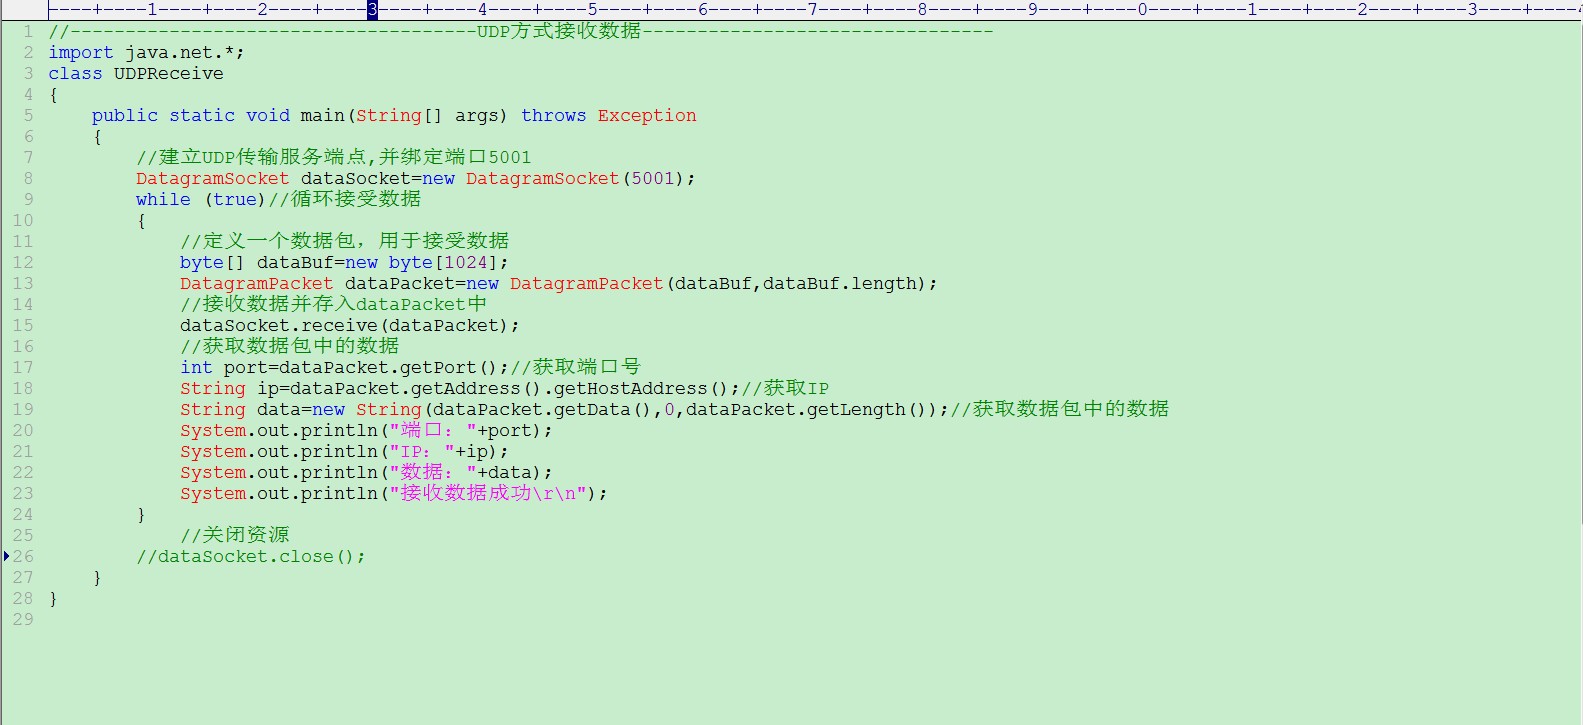 ----+----1----+----2----+----3----+----4----+----5----+----6----+----7----+----8----+----9----+----0----+----1----+----2----+----3----+----4
1 //-------------------------------------UDP方式接收数据--------------------------------
2 import java.net.*;
3 class UDPReceive
4 {
5     public static void main(String[] args) throws Exception
6     {
7         //建立UDP传输服务端点,并绑定端口5001
8         DatagramSocket dataSocket=new DatagramSocket(5001);
9         while (true)//循环接受数据
10         {
11             //定义一个数据包，用于接受数据
12             byte[] dataBuf=new byte[1024];
13             DatagramPacket dataPacket=new DatagramPacket(dataBuf,dataBuf.length);
14             //接收数据并存入dataPacket中
15             dataSocket.receive(dataPacket);
16             //获取数据包中的数据
17             int port=dataPacket.getPort();//获取端口号
18             String ip=dataPacket.getAddress().getHostAddress();//获取IP
19             String data=new String(dataPacket.getData(),0,dataPacket.getLength());//获取数据包中的数据
20             System.out.println("端口："+port);
21             System.out.println("IP："+ip);
22             System.out.println("数据："+data);
23             System.out.println("接收数据成功\r\n");
24         }
25             //关闭资源
26         //dataSocket.close();
27     }
28 }
29